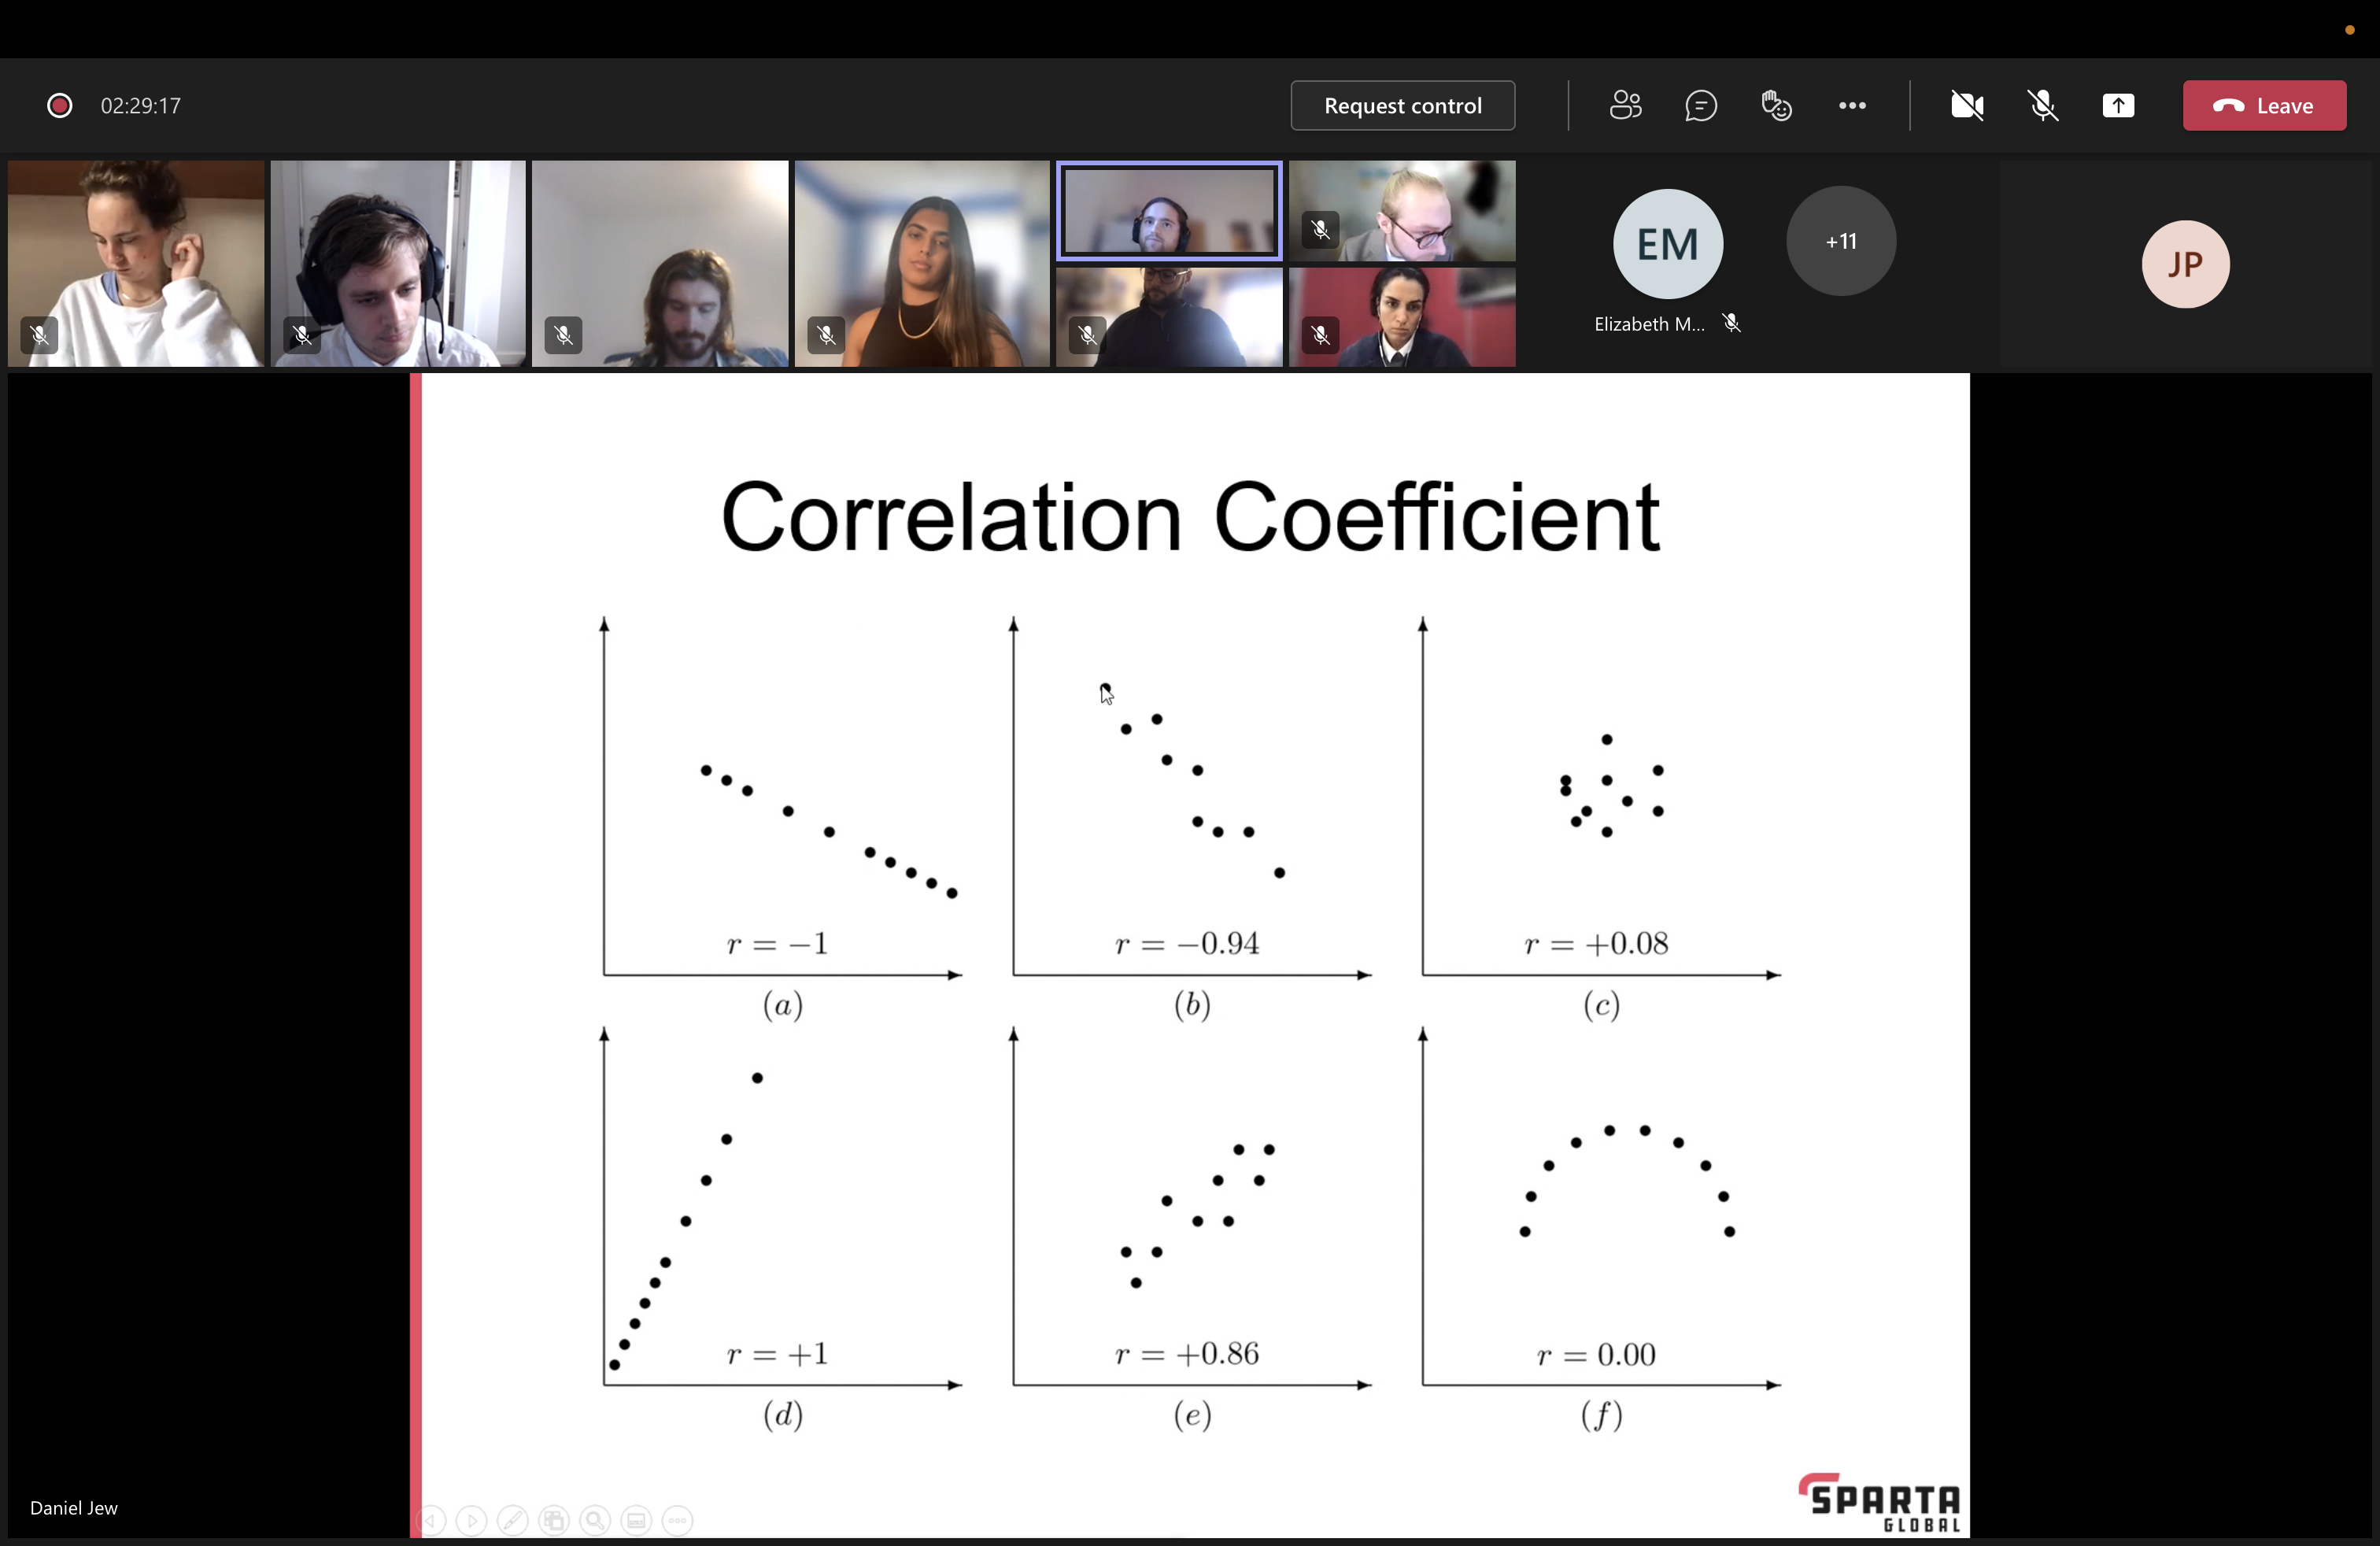 02:29:17
Request control
Leave
EM
+11
JP
Elizabeth M...
Correlation Coefficient
r = −1
r = −0.94
r = +0.08
(a)
(b)
(c)
r = +1
r = +0.86
r = 0.00
(d)
(e)
(f)
SPARTA
GLOBAL
Daniel Jew